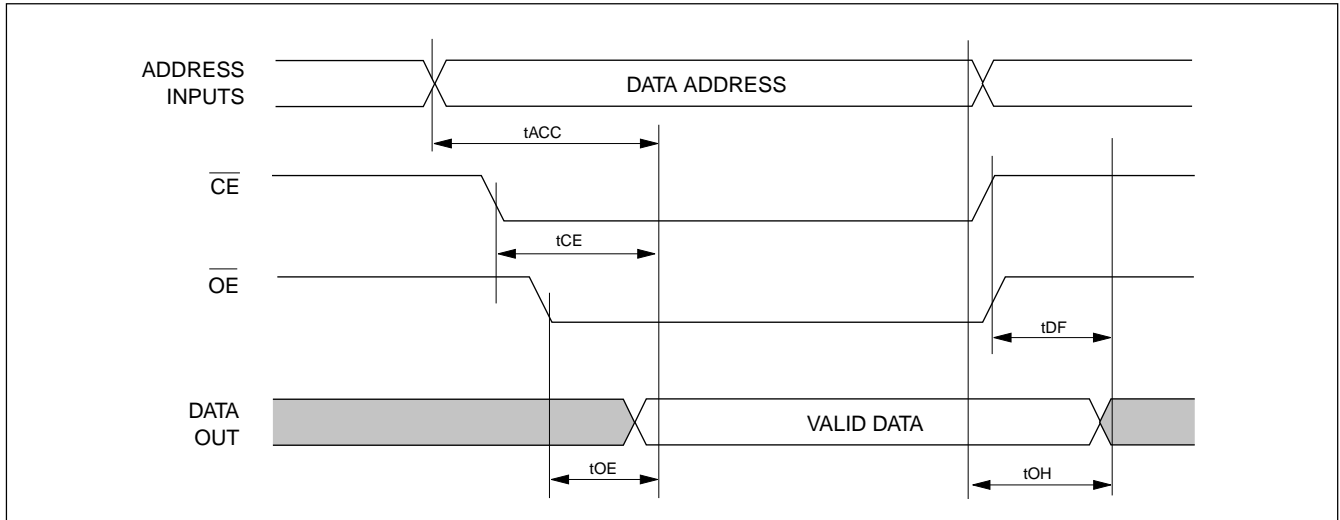 ADDRESS
INPUTS
DATA ADDRESS
tACC
CE
tCE
OE
tDF
DATA
OUT
VALID DATA
tOE
tOH